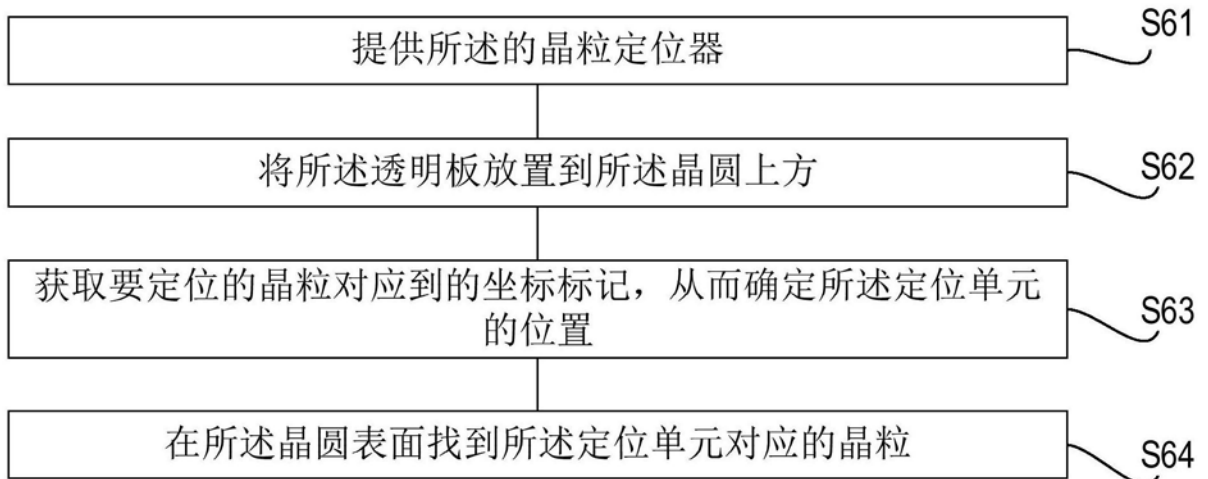 提供所述的晶粒定位器
S61
将所述透明板放置到所述晶圆上方
S62
获取要定位的晶粒对应到的坐标标记，从而确定所述定位单元
的位置
S63
在所述晶圆表面找到所述定位单元对应的晶粒
S64